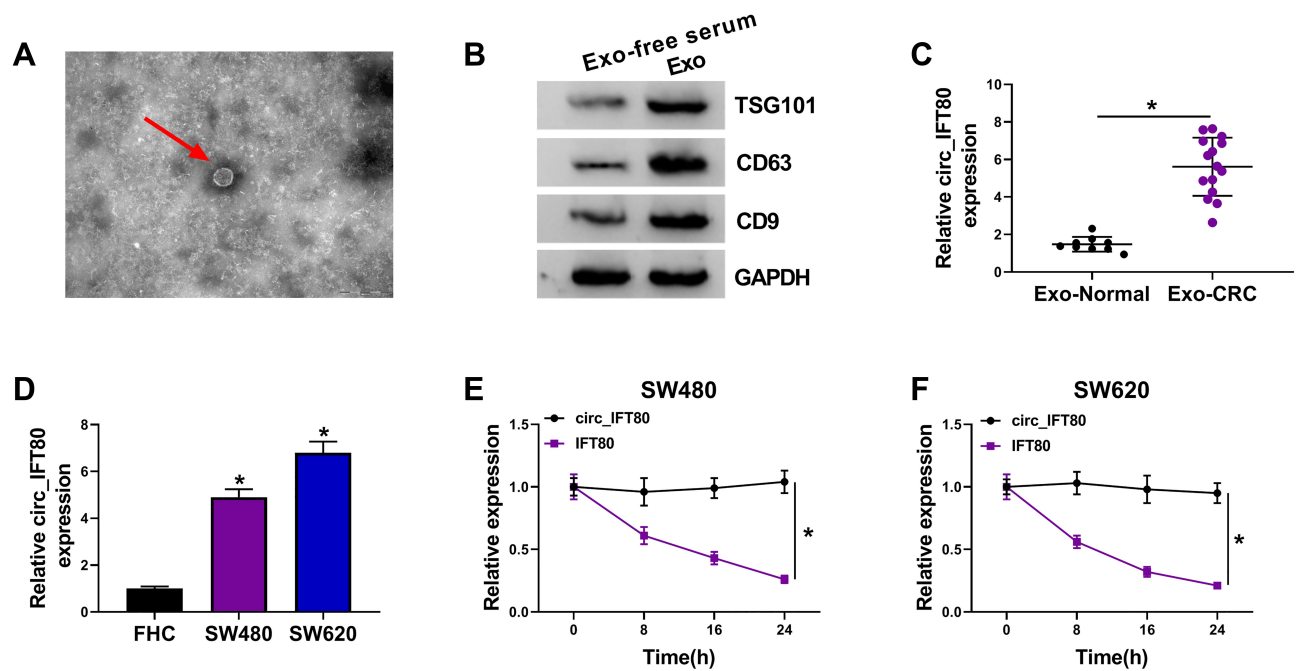 A
B
Exo-free serum
Exo
TSG101
CD63
CD9
GAPDH
C
Relative circ_IFT80
expression
10
8
6
4
2
0
*
Exo-Normal
Exo-CRC
D
Relative circ_IFT80
expression
8
6
4
2
0
*
*
FHC
SW480
SW620
E
SW480
circ_IFT80
IFT80
Relative expression
1.5
1.0
0.5
0.0
*
0
8
16
24
Time(h)
F
SW620
circ_IFT80
IFT80
Relative expression
1.5
1.0
0.5
0.0
*
0
8
16
24
Time(h)